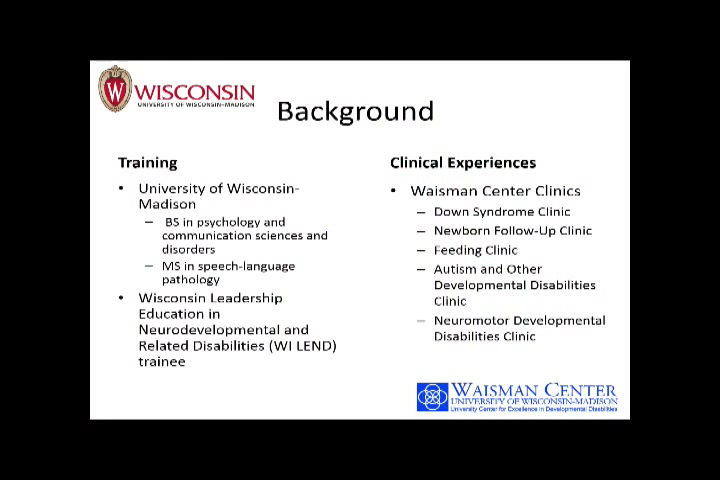 W
WISCONSIN
UNIVERSITY OF WISCONSIN–MADISON
Background
Training
• University of Wisconsin-
Madison
– BS in psychology and
communication sciences and
disorders
– MS in speech-language
pathology
• Wisconsin Leadership
Education in
Neurodevelopmental and
Related Disabilities (WI LEND)
trainee
Clinical Experiences
• Waisman Center Clinics
– Down Syndrome Clinic
– Newborn Follow-Up Clinic
– Feeding Clinic
– Autism and Other
Developmental Disabilities
Clinic
– Neuromotor Developmental
Disabilities Clinic
WAISMAN CENTER
UNIVERSITY OF WISCONSIN-MADISON
University Center for Excellence in Developmental Disabilities